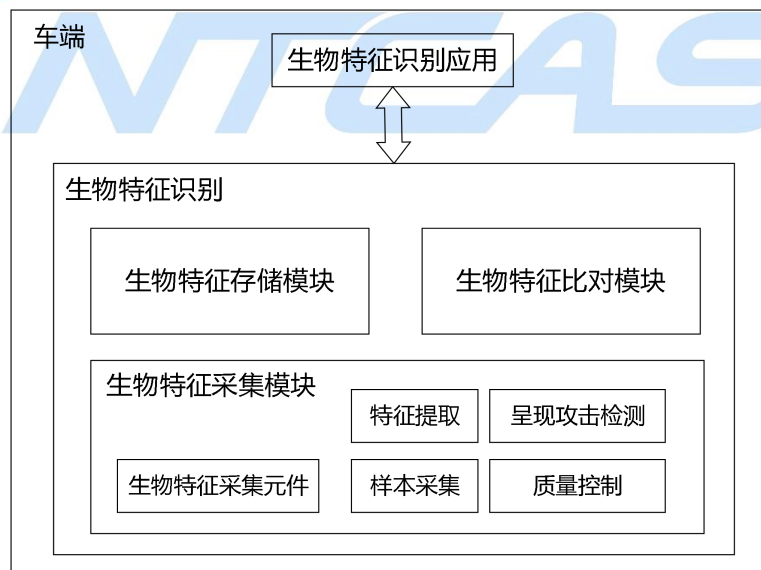 车端
NTCAS
生物特征识别应用
生物特征识别
生物特征存储模块
生物特征比对模块
生物特征采集模块
特征提取
呈现攻击检测
生物特征采集元件
样本采集
质量控制